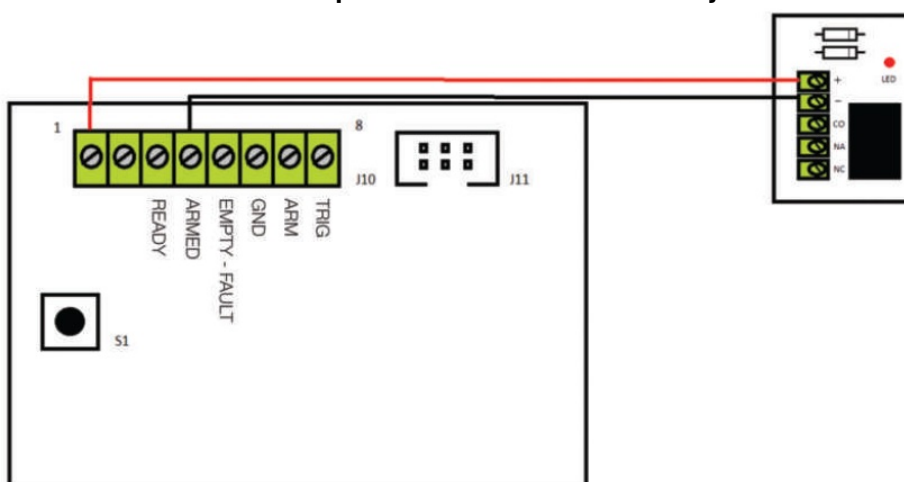 +
LED
−
CO
NA
NC
1
8
J10
J11
READY
ARMED
EMPTY - FAULT
GND
ARM
TRIG
S1